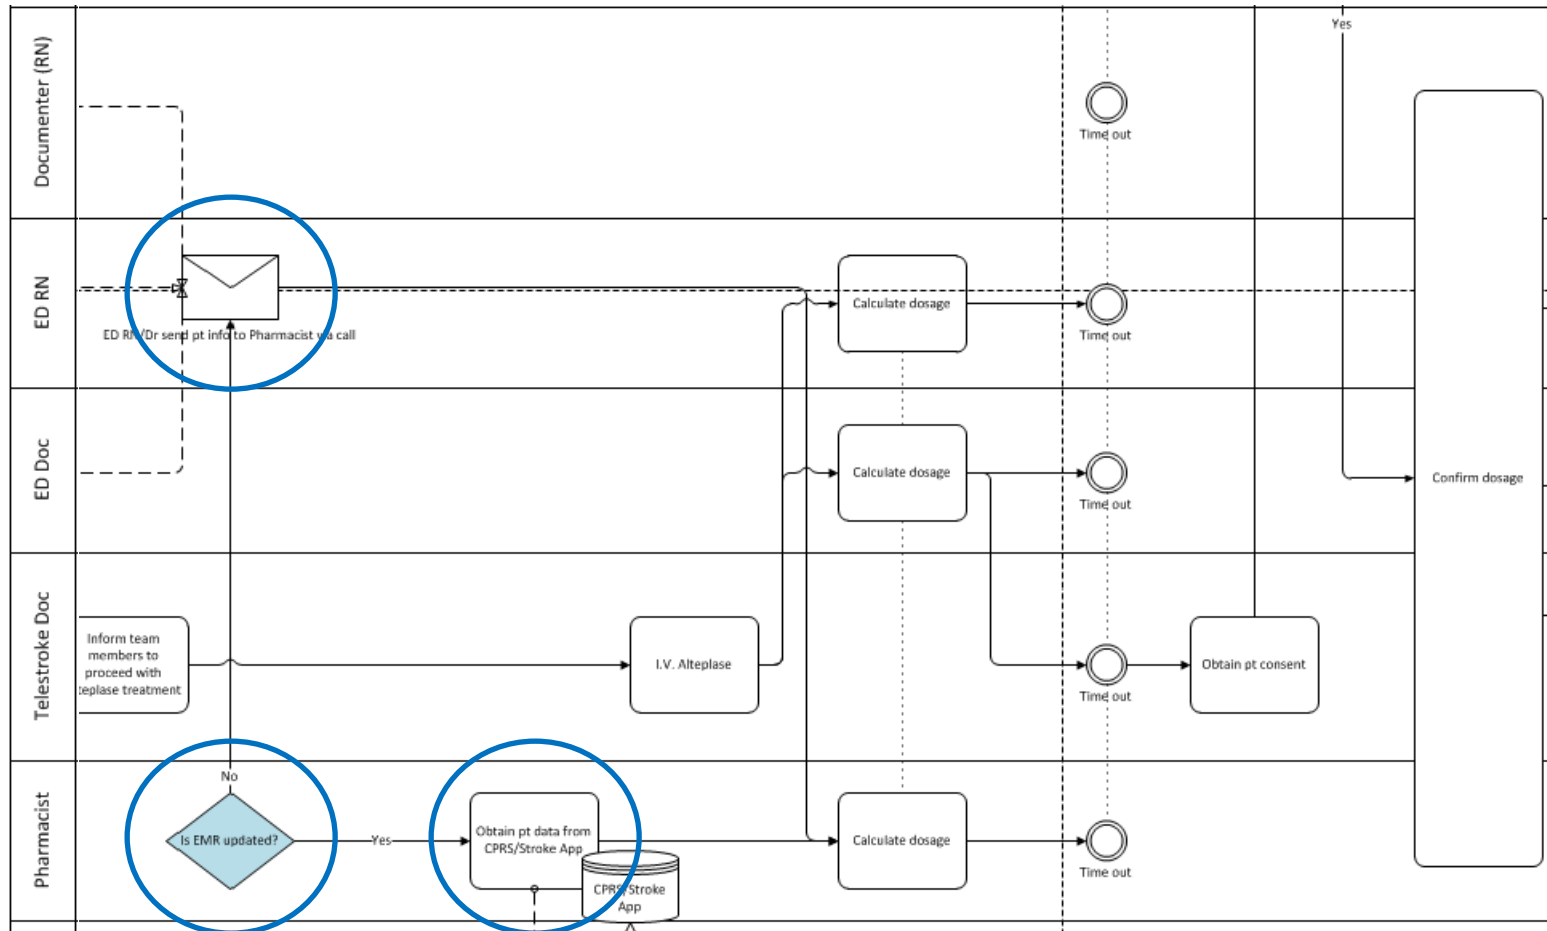 Documenter (RN)
Yes
Time out
ED RN
ED RN/Dr send pt info to Pharmacist via call
Calculate dosage
Time out
ED Doc
Calculate dosage
Time out
Confirm dosage
Telestroke Doc
Inform team
members to
proceed with
teplase treatment
I.V. Alteplase
Time out
Obtain pt consent
Pharmacist
No
Is EMR updated?
Yes
Obtain pt data from
CPRS/Stroke App
CPRS/Stroke
App
Calculate dosage
Time out